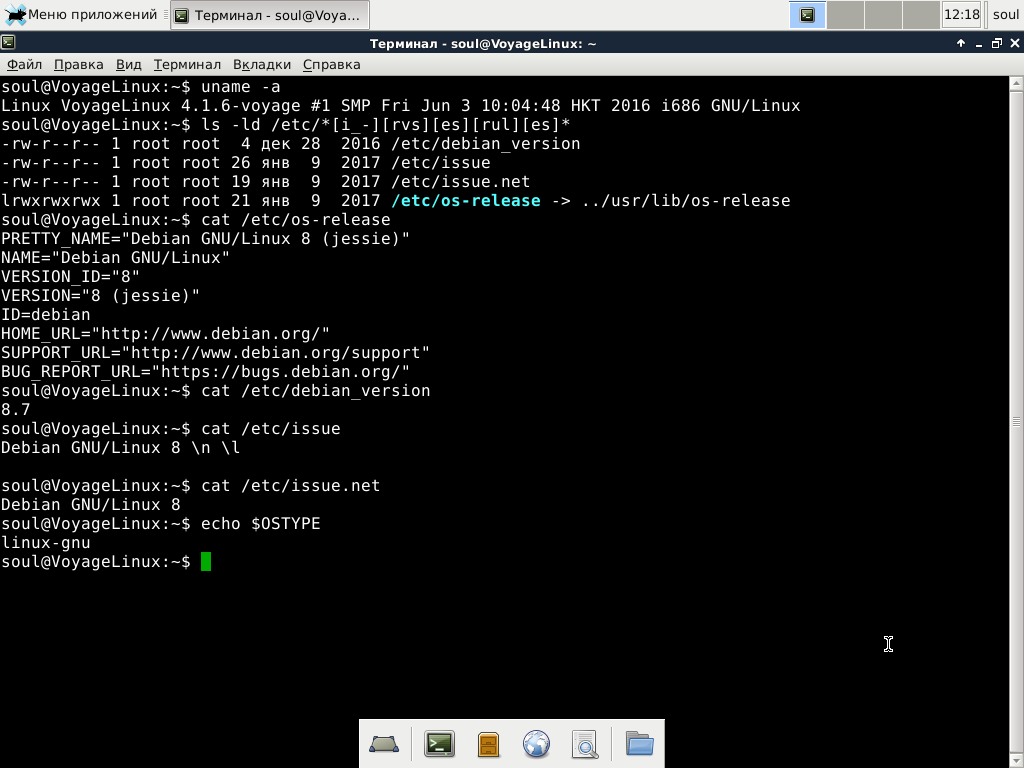 Меню приложений Терминал - soul@Voya... 12:18 soul
Терминал - soul@VoyageLinux: ~
Файл Правка Вид Терминал Вкладки Справка
soul@VoyageLinux:~$ uname -a
Linux VoyageLinux 4.1.6-voyage #1 SMP Fri Jun 3 10:04:48 HKT 2016 i686 GNU/Linux
soul@VoyageLinux:~$ ls -ld /etc/*[i_-][rvs][es][rul][es]*
-rw-r--r-- 1 root root  4 дек 28  2016 /etc/debian_version
-rw-r--r-- 1 root root 26 янв  9  2017 /etc/issue
-rw-r--r-- 1 root root 19 янв  9  2017 /etc/issue.net
lrwxrwxrwx 1 root root 21 янв  9  2017 /etc/os-release -> ../usr/lib/os-release
soul@VoyageLinux:~$ cat /etc/os-release
PRETTY_NAME="Debian GNU/Linux 8 (jessie)"
NAME="Debian GNU/Linux"
VERSION_ID="8"
VERSION="8 (jessie)"
ID=debian
HOME_URL="http://www.debian.org/"
SUPPORT_URL="http://www.debian.org/support"
BUG_REPORT_URL="https://bugs.debian.org/"
soul@VoyageLinux:~$ cat /etc/debian_version
8.7
soul@VoyageLinux:~$ cat /etc/issue
Debian GNU/Linux 8 \n \l
soul@VoyageLinux:~$ cat /etc/issue.net
Debian GNU/Linux 8
soul@VoyageLinux:~$ echo $OSTYPE
linux-gnu
soul@VoyageLinux:~$